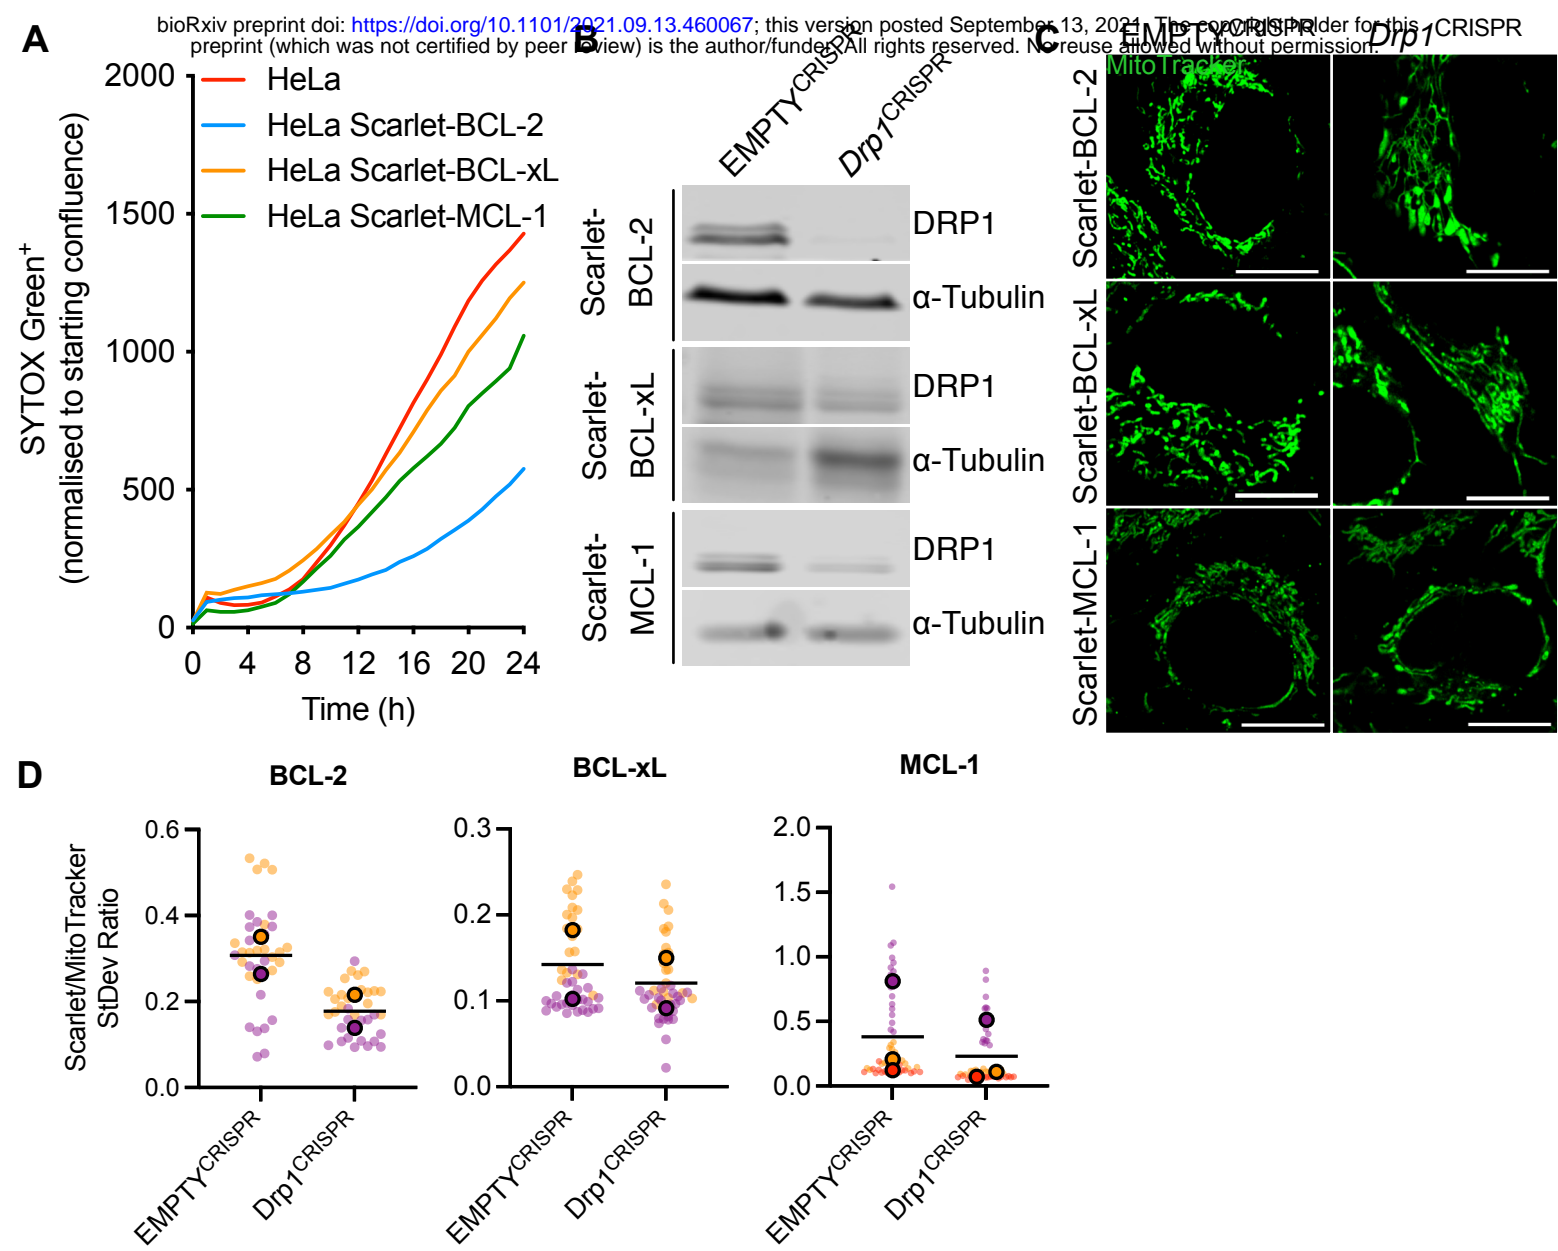 bioRxiv preprint doi: https://doi.org/10.1101/2021.09.13.460067; this version posted September 13, 2021. The copyright holder for this
preprint (which was not certified by peer review) is the author/funder. All rights reserved. No reuse allowed without permission.
A
2000
1500
1000
500
0
SYTOX Green+
(normalised to starting confluence)
HeLa
HeLa Scarlet-BCL-2
HeLa Scarlet-BCL-xL
HeLa Scarlet-MCL-1
0 4 8 12 16 20 24
Time (h)
B
EMPTYCRISPR
Drp1CRISPR
Scarlet-
BCL-2
DRP1
α-Tubulin
Scarlet-
BCL-xL
DRP1
α-Tubulin
Scarlet-
MCL-1
DRP1
α-Tubulin
C
EMPTYCRISPR
Drp1CRISPR
MitoTracker
Scarlet-BCL-2
Scarlet-BCL-xL
Scarlet-MCL-1
D
Scarlet/MitoTracker
StDev Ratio
BCL-2
0.6
0.4
0.2
0.0
EMPTYCRISPR
Drp1CRISPR
BCL-xL
0.3
0.2
0.1
0.0
EMPTYCRISPR
Drp1CRISPR
MCL-1
2.0
1.5
1.0
0.5
0.0
EMPTYCRISPR
Drp1CRISPR